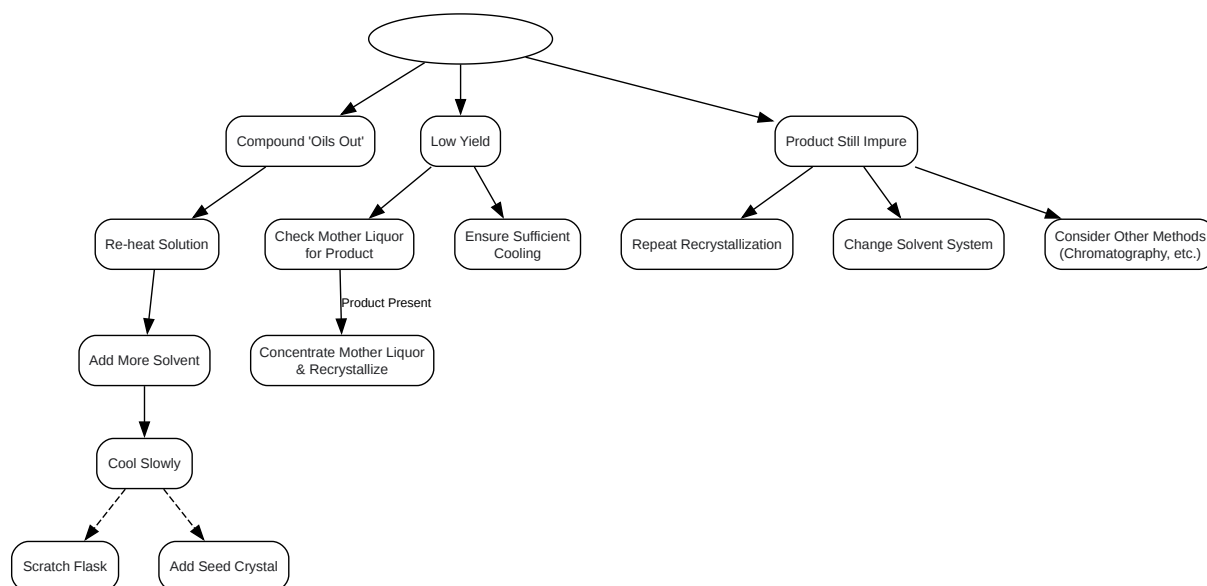 Compound 'Oils Out'
Low Yield
Product Still Impure
Re-heat Solution
Check Mother Liquor
for Product
Ensure Sufficient
Cooling
Repeat Recrystallization
Change Solvent System
Consider Other Methods
(Chromatography, etc.)
Product Present
Add More Solvent
Concentrate Mother Liquor
& Recrystallize
Cool Slowly
Scratch Flask
Add Seed Crystal